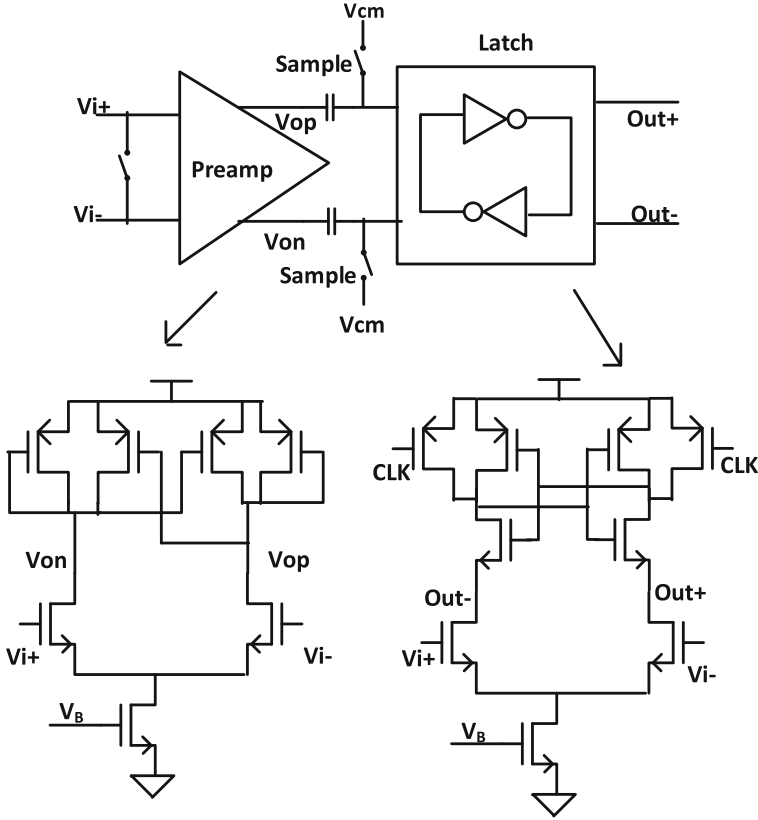 Vcm
Sample
Latch
Vi+
Vop
Out+
Preamp
Vi-
Von
Out-
Sample
Vcm
CLK
CLK
Von
Vop
Out-
Out+
Vi+
Vi-
Vi+
Vi-
VB
VB